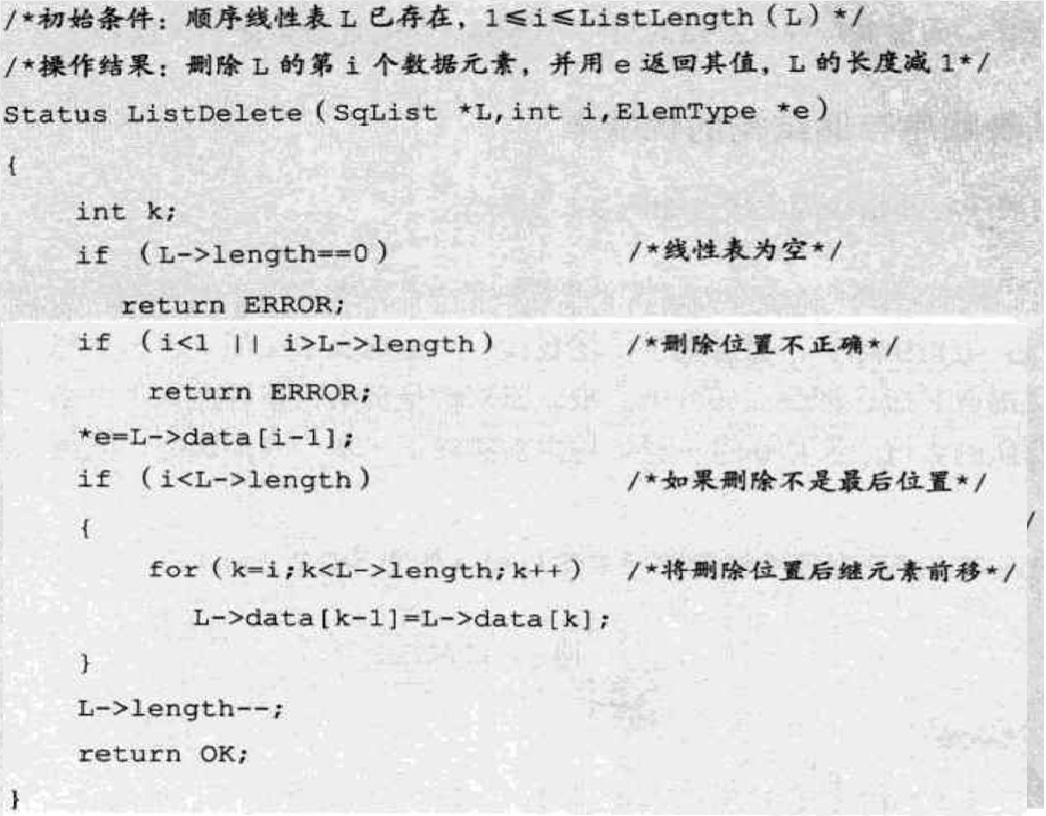 /*初始条件：顺序线性表 L 已存在，1≤i≤ListLength（L）*/
/*操作结果：删除 L 的第 i 个数据元素，并用 e 返回其值，L 的长度减 1*/
Status ListDelete（SqList *L,int i,ElemType *e）
{
    int k;
    if （L->length==0） /*线性表为空*/
        return ERROR;
    if （i<1 || i>L->length） /*删除位置不正确*/
        return ERROR;
    *e=L->data[i-1];
    if （i<L->length） /*如果删除不是最后位置*/
    {
        for（k=i;k<L->length;k++） /*将删除位置后继元素前移*/
            L->data[k-1]=L->data[k];
    }
    L->length--;
    return OK;
}